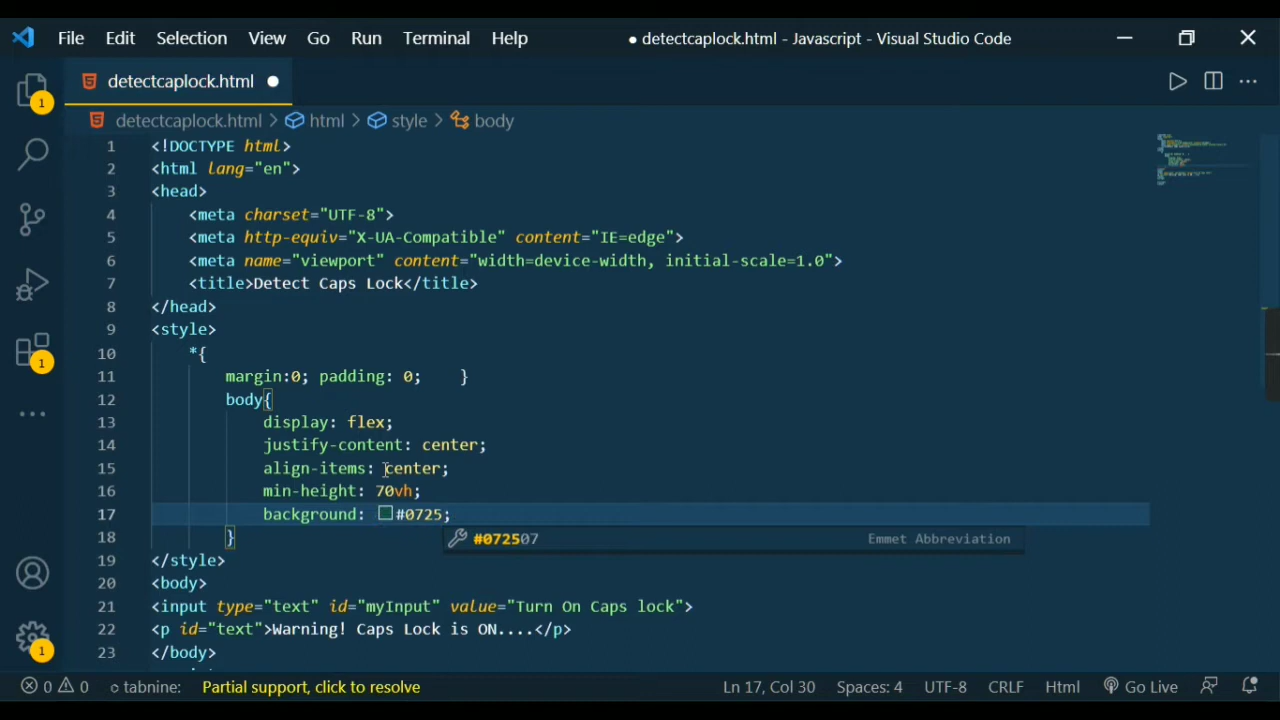 File Edit Selection View Go Run Terminal Help ● detectcaplock.html - Javascript - Visual Studio Code
detectcaplock.html
detectcaplock.html > html > style > body
1 <!DOCTYPE html>
2 <html lang="en">
3 <head>
4 <meta charset="UTF-8">
5 <meta http-equiv="X-UA-Compatible" content="IE=edge">
6 <meta name="viewport" content="width=device-width, initial-scale=1.0">
7 <title>Detect Caps Lock</title>
8 </head>
9 <style>
10 *{
11 margin:0; padding: 0; }
12 body{
13 display: flex;
14 justify-content: center;
15 align-items: center;
16 min-height: 70vh;
17 background: #0725;
#072507 Emmet Abbreviation
18 }
19 </style>
20 <body>
21 <input type="text" id="myInput" value="Turn On Caps lock">
22 <p id="text">Warning! Caps Lock is ON....</p>
23 </body>
1
1
1
0 0 tabnine: Partial support, click to resolve Ln 17, Col 30 Spaces: 4 UTF-8 CRLF Html Go Live